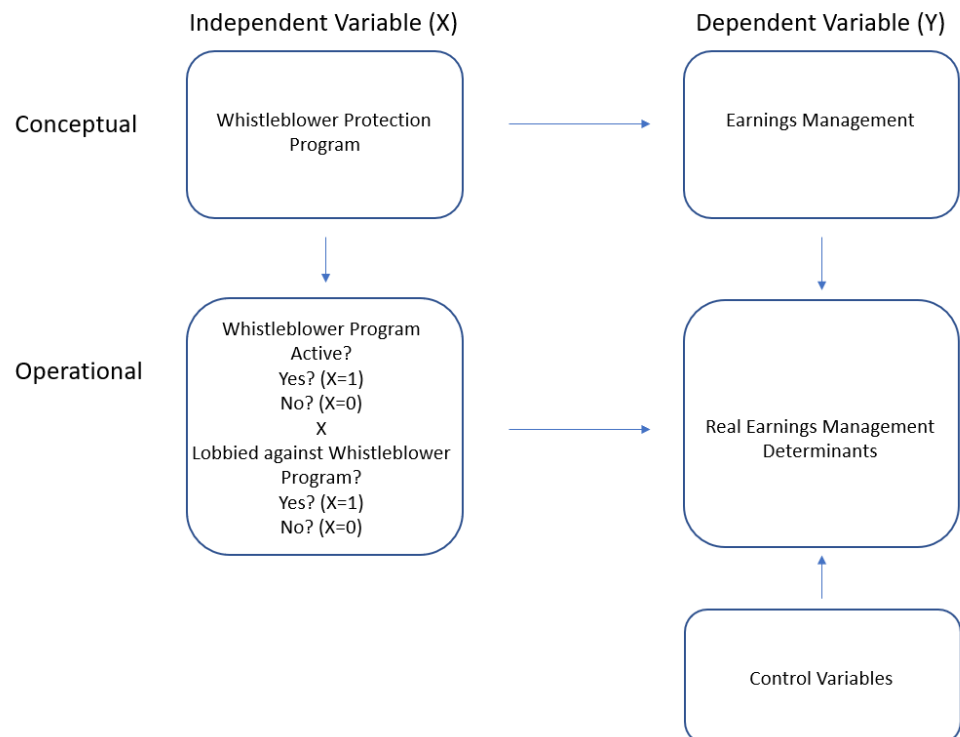 Independent Variable (X)
Dependent Variable (Y)
Conceptual
Whistleblower Protection
Program
Earnings Management
Operational
Whistleblower Program
Active?
Yes? (X=1)
No? (X=0)
X
Lobbied against Whistleblower
Program?
Yes? (X=1)
No? (X=0)
Real Earnings Management
Determinants
Control Variables